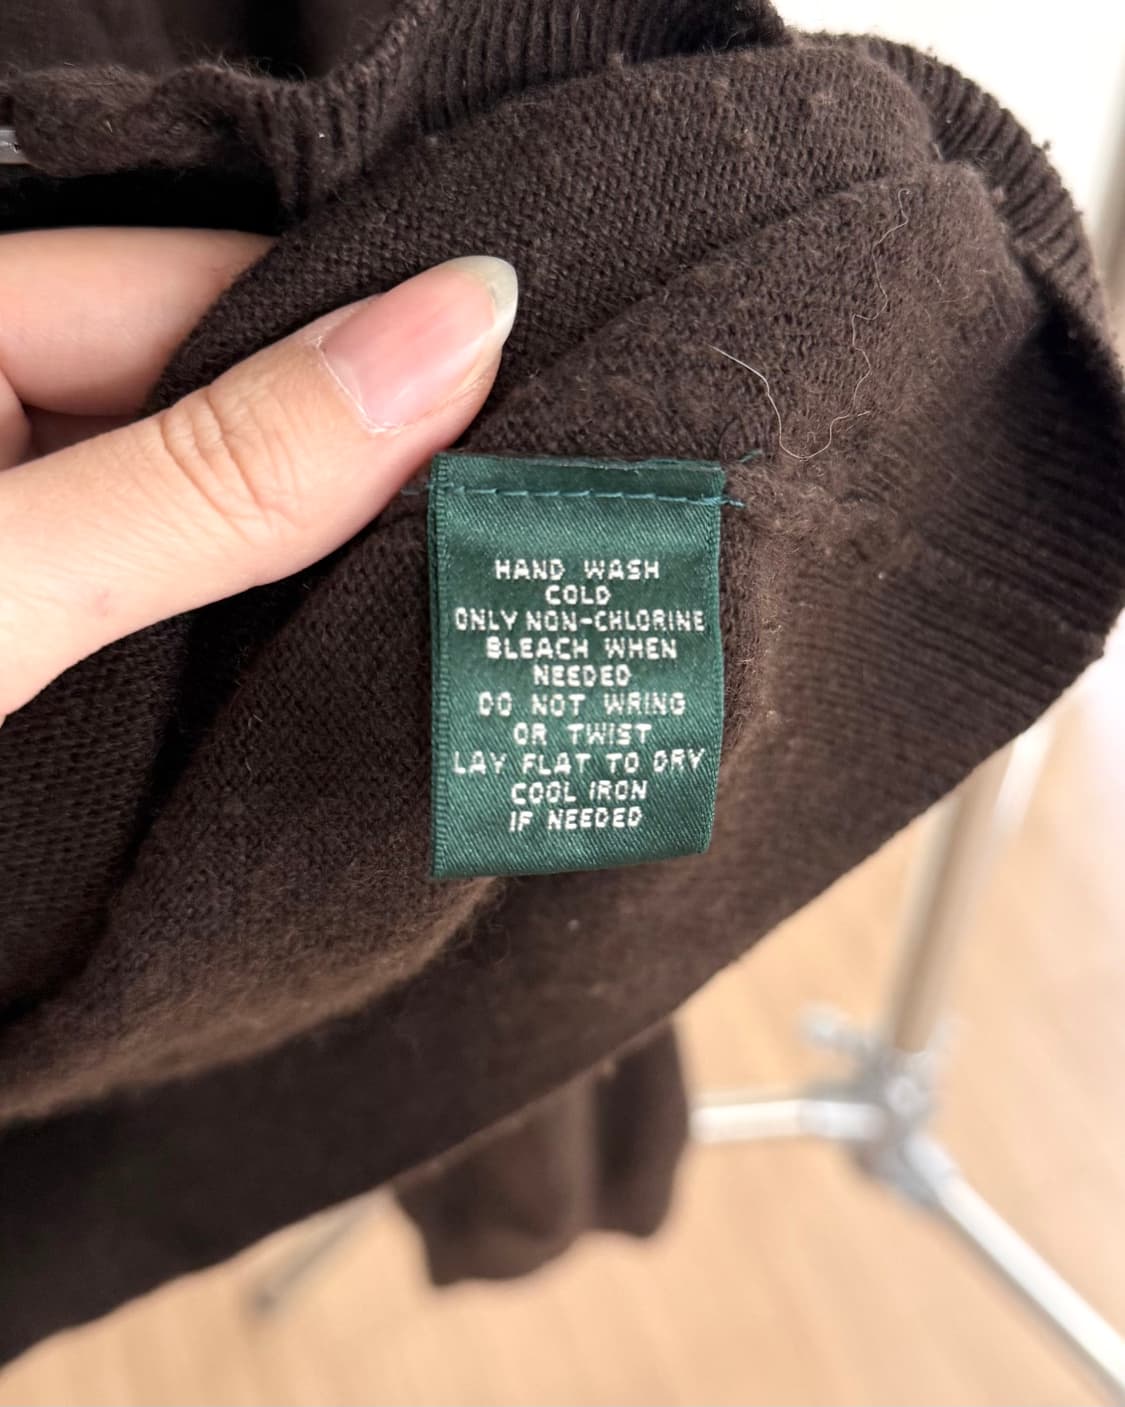 HAND WASH
COLD
ONLY NON-CHLORINE
BLEACH WHEN
NEEDED
DO NOT WRING
OR TWIST
LAY FLAT TO DRY
COOL IRON
IF NEEDED